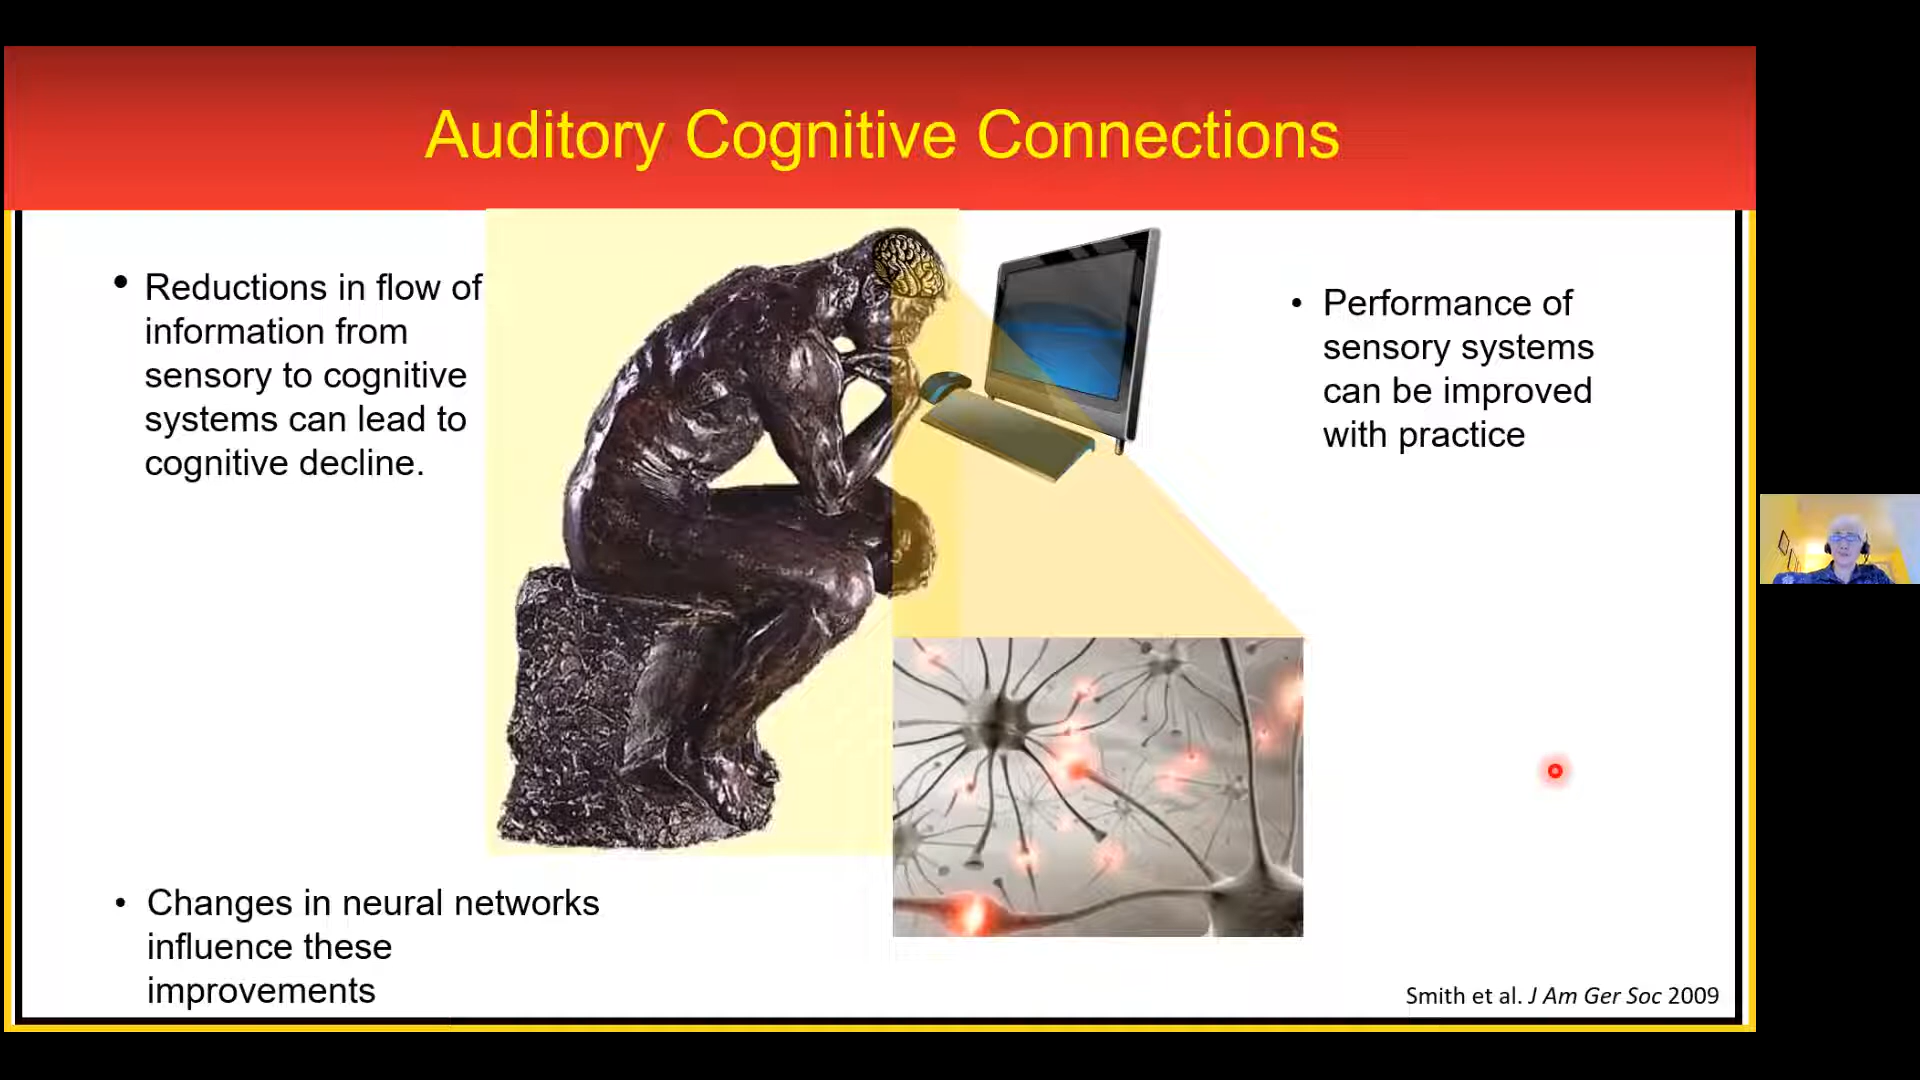 Auditory Cognitive Connections
• Reductions in flow of
information from
sensory to cognitive
systems can lead to
cognitive decline.
• Performance of
sensory systems
can be improved
with practice
• Changes in neural networks
influence these
improvements
Smith et al. J Am Ger Soc 2009